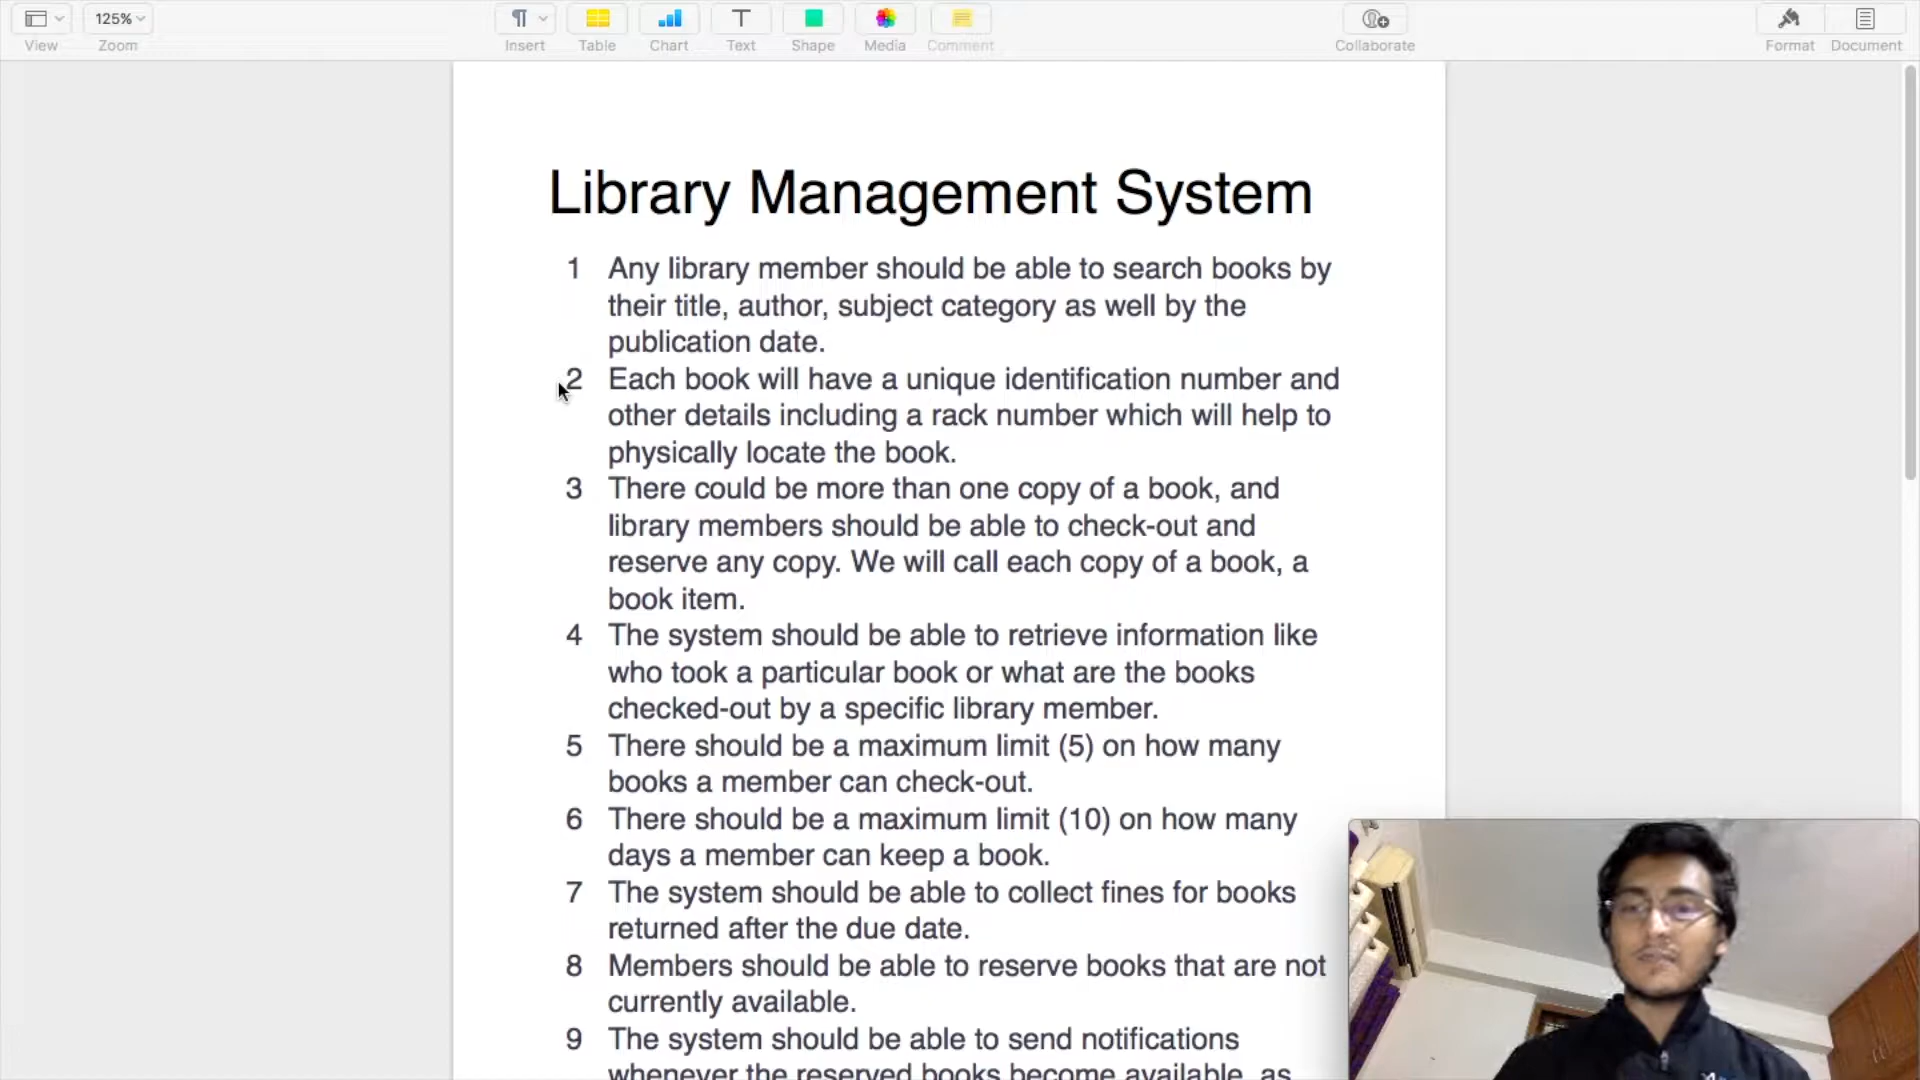 125%
View
Zoom
Insert
Table
Chart
Text
Shape
Media
Comment
Collaborate
Format
Document
Library Management System
1 Any library member should be able to search books by
their title, author, subject category as well by the
publication date.
2 Each book will have a unique identification number and
other details including a rack number which will help to
physically locate the book.
3 There could be more than one copy of a book, and
library members should be able to check-out and
reserve any copy. We will call each copy of a book, a
book item.
4 The system should be able to retrieve information like
who took a particular book or what are the books
checked-out by a specific library member.
5 There should be a maximum limit (5) on how many
books a member can check-out.
6 There should be a maximum limit (10) on how many
days a member can keep a book.
7 The system should be able to collect fines for books
returned after the due date.
8 Members should be able to reserve books that are not
currently available.
9 The system should be able to send notifications
whenever the reserved books become available, as